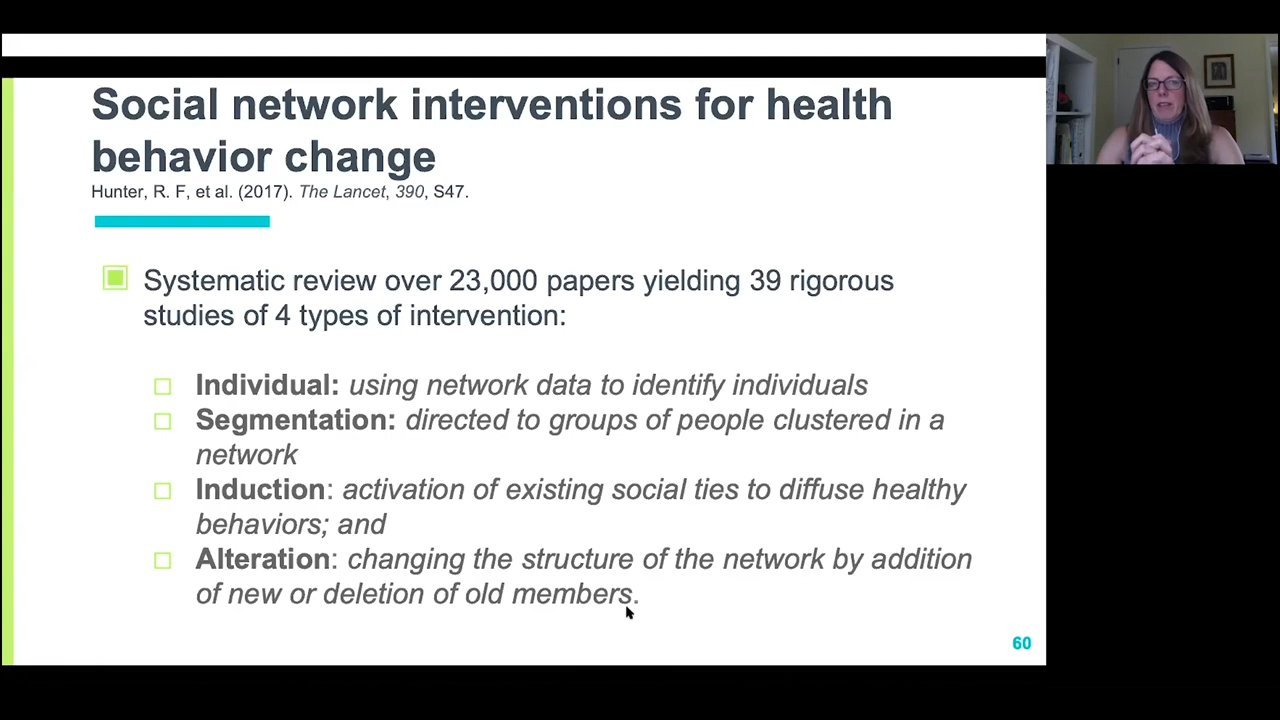 Social network interventions for health
behavior change
Hunter, R. F, et al. (2017). The Lancet, 390, S47.
Systematic review over 23,000 papers yielding 39 rigorous
studies of 4 types of intervention:
Individual: using network data to identify individuals
Segmentation: directed to groups of people clustered in a
network
Induction: activation of existing social ties to diffuse healthy
behaviors; and
Alteration: changing the structure of the network by addition
of new or deletion of old members.
60